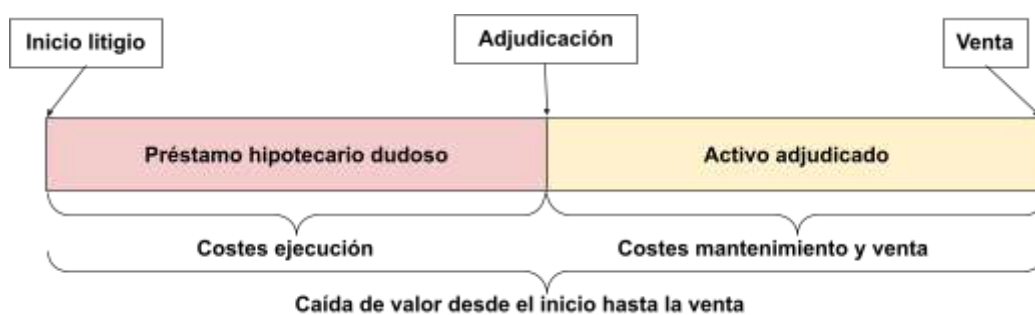 Inicio litigio
Adjudicación
Venta
Préstamo hipotecario dudoso
Activo adjudicado
Costes ejecución
Costes mantenimiento y venta
Caída de valor desde el inicio hasta la venta